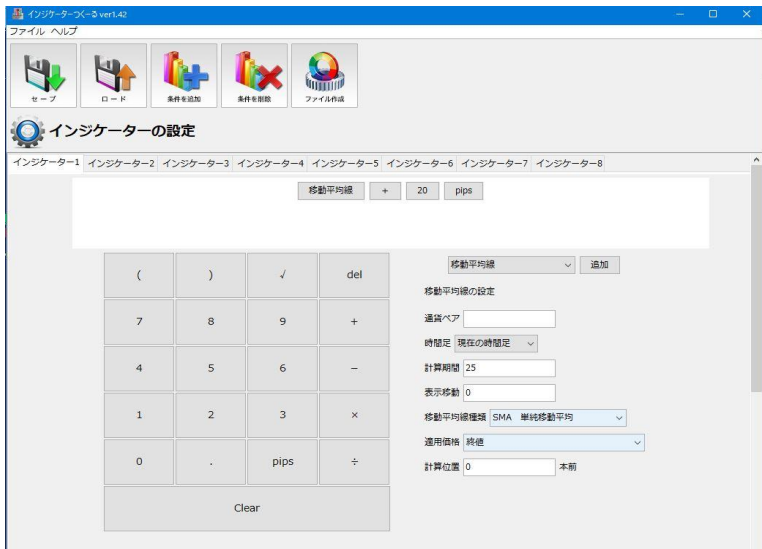 インジケーターつく~る ver1.42
ファイル ヘルプ
セーブ ロード 条件を追加 条件を削除 ファイル作成
インジケーターの設定
インジケーター1 インジケーター2 インジケーター3 インジケーター4 インジケーター5 インジケーター6 インジケーター7 インジケーター8
移動平均線 + 20 pips
( ) √ del
7 8 9 +
4 5 6 −
1 2 3 ×
0 . pips ÷
Clear
移動平均線 追加
移動平均線の設定
通貨ペア
時間足 現在の時間足
計算期間 25
表示移動 0
移動平均線種類 SMA 単純移動平均
適用価格 終値
計算位置 0 本前